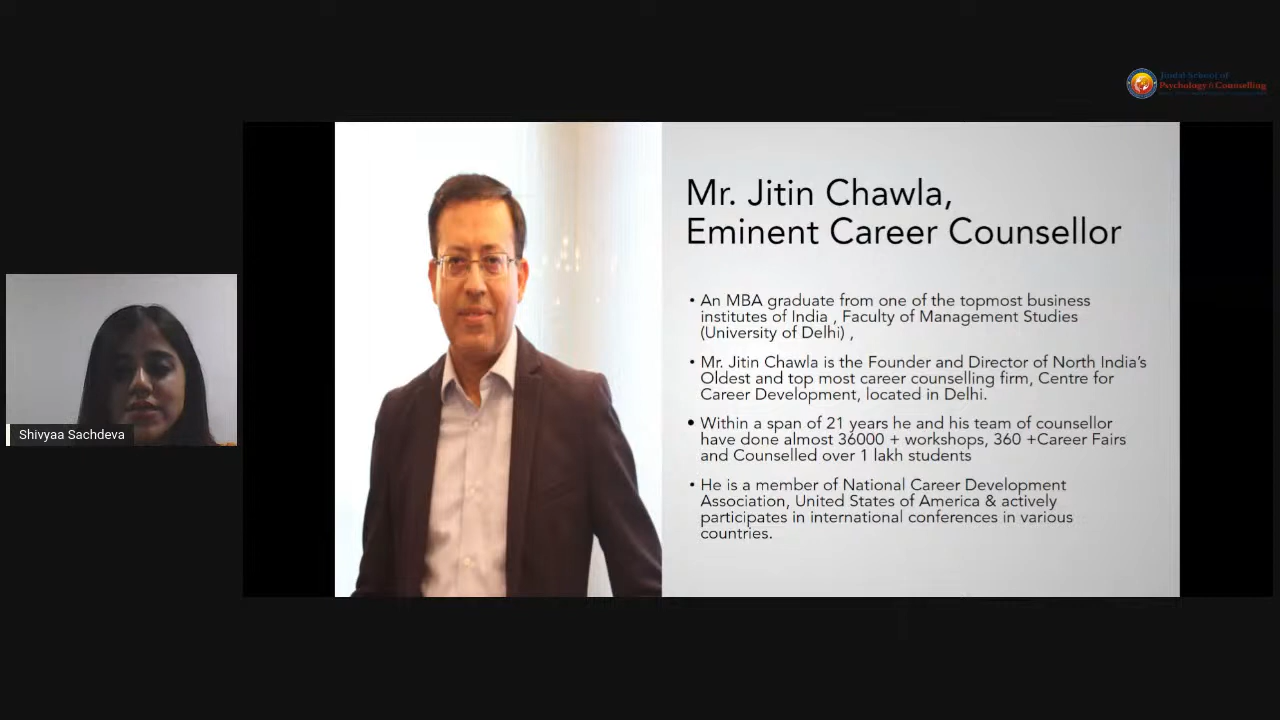 Jindal School of
Psychology & Counselling
Mr. Jitin Chawla,
Eminent Career Counsellor
• An MBA graduate from one of the topmost business
institutes of India , Faculty of Management Studies
(University of Delhi) ,
• Mr. Jitin Chawla is the Founder and Director of North India’s
Oldest and top most career counselling firm, Centre for
Career Development, located in Delhi.
• Within a span of 21 years he and his team of counsellor
have done almost 36000 + workshops, 360 +Career Fairs
and Counselled over 1 lakh students
• He is a member of National Career Development
Association, United States of America & actively
participates in international conferences in various
countries.
Shivyaa Sachdeva